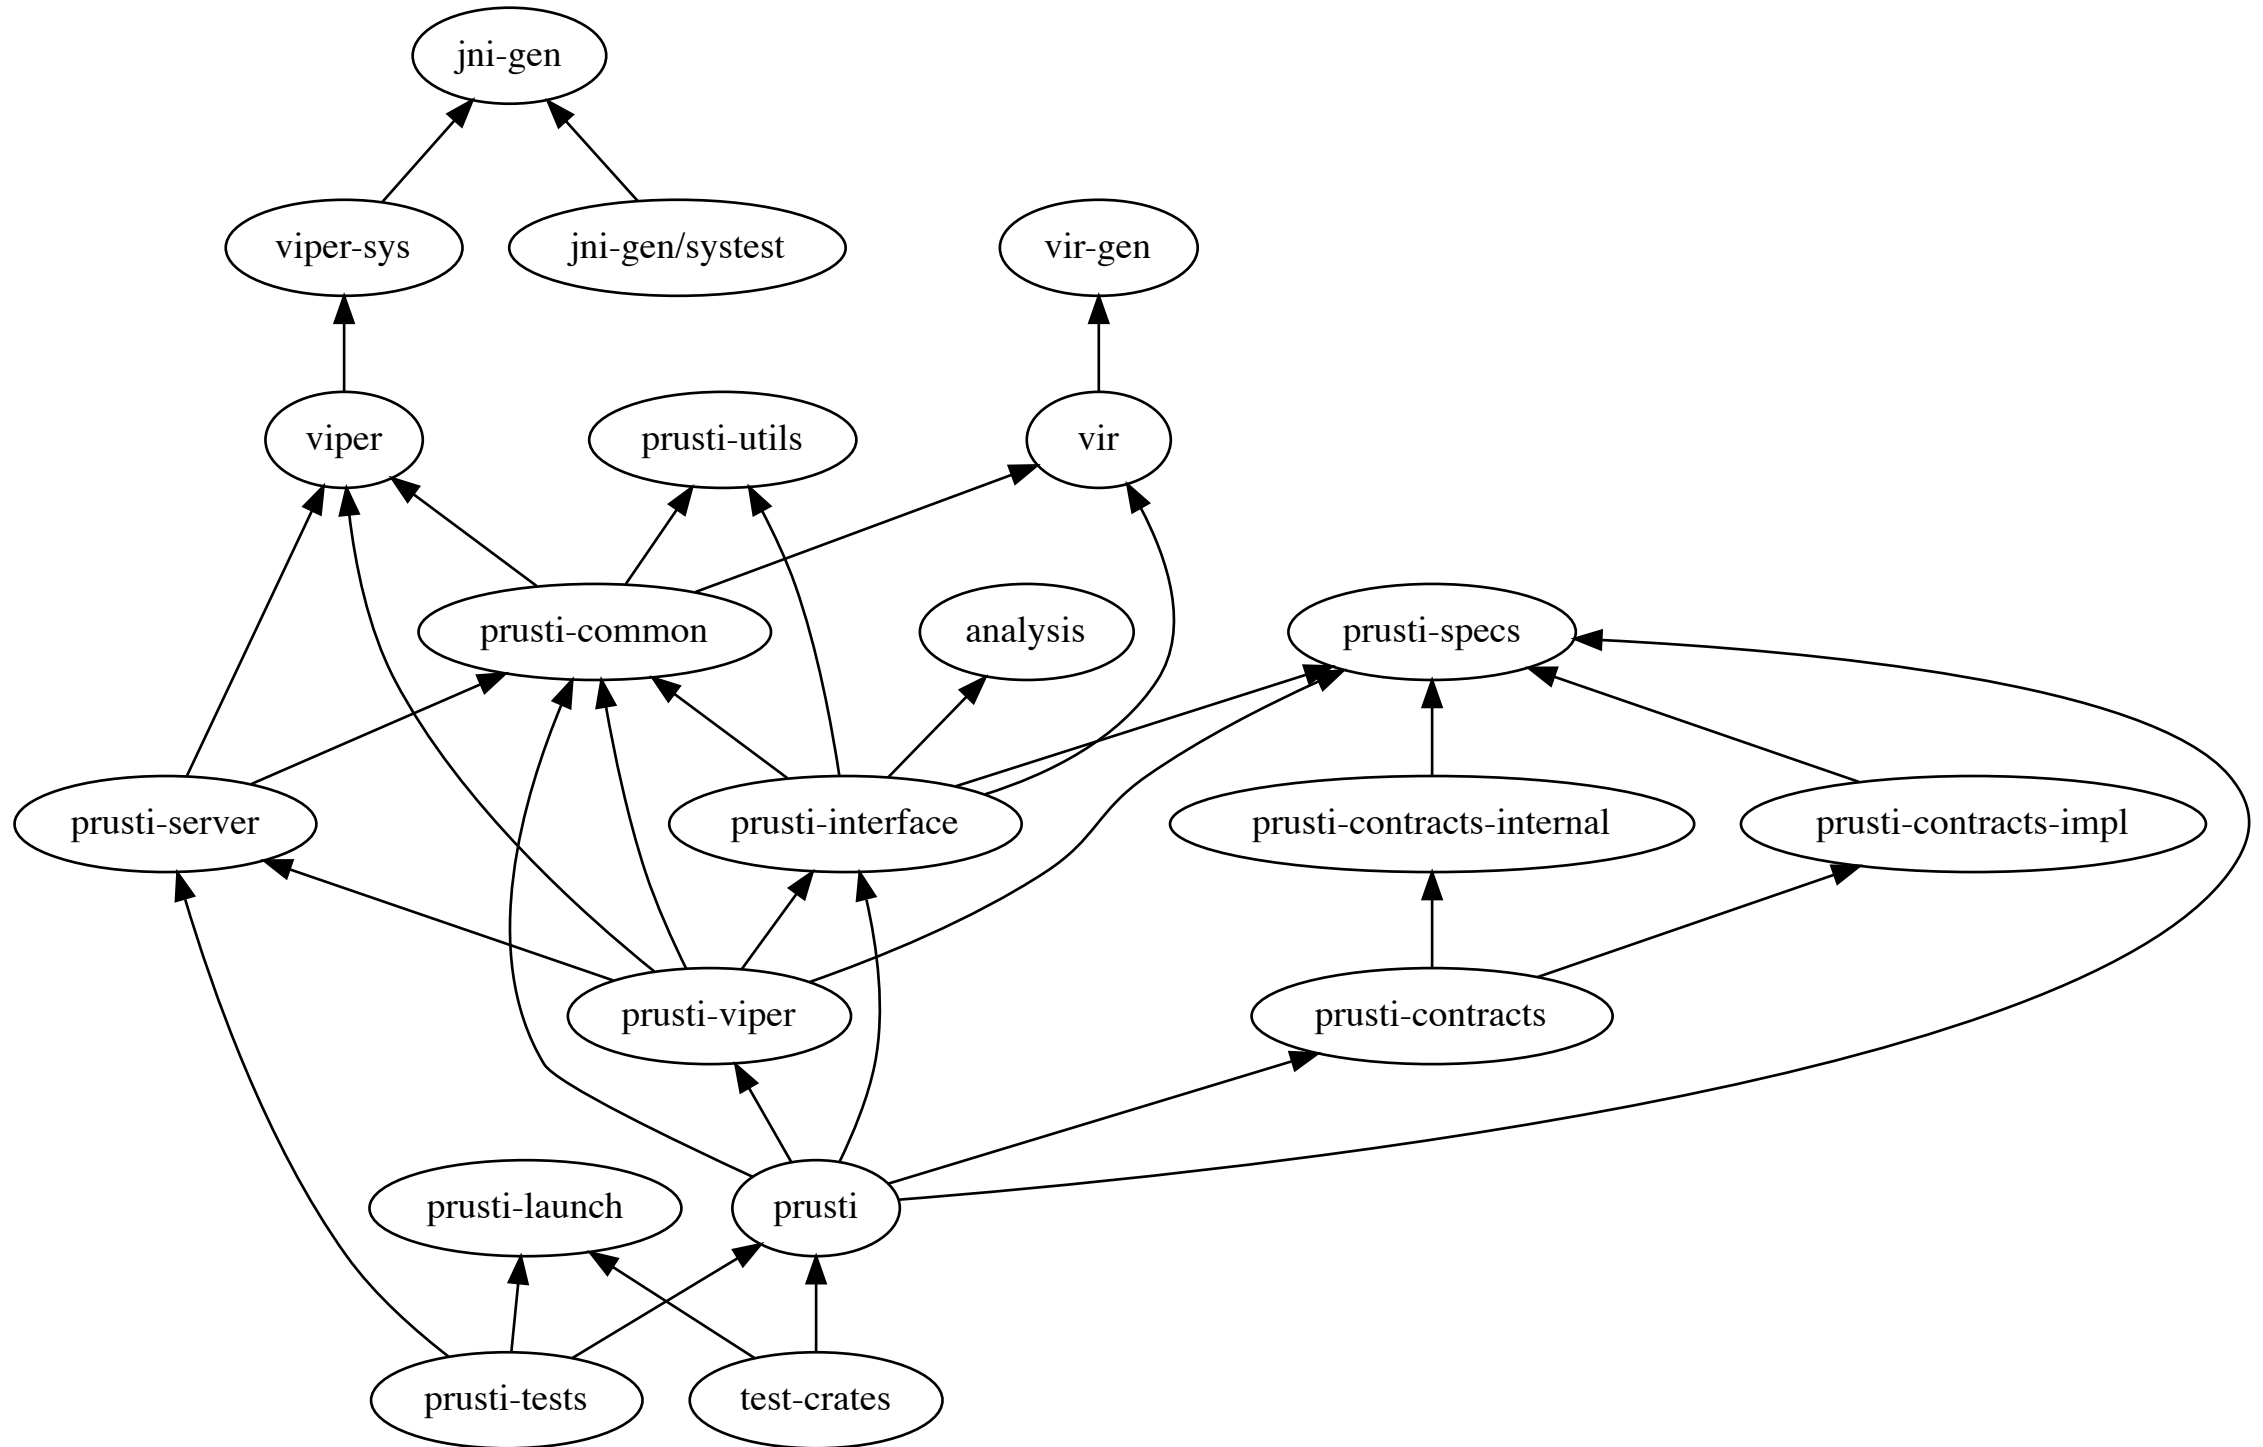 jni-gen
viper-sys
jni-gen/systest
vir-gen
viper
prusti-utils
vir
prusti-common
analysis
prusti-specs
prusti-server
prusti-interface
prusti-contracts-internal
prusti-contracts-impl
prusti-viper
prusti-contracts
prusti-launch
prusti
prusti-tests
test-crates